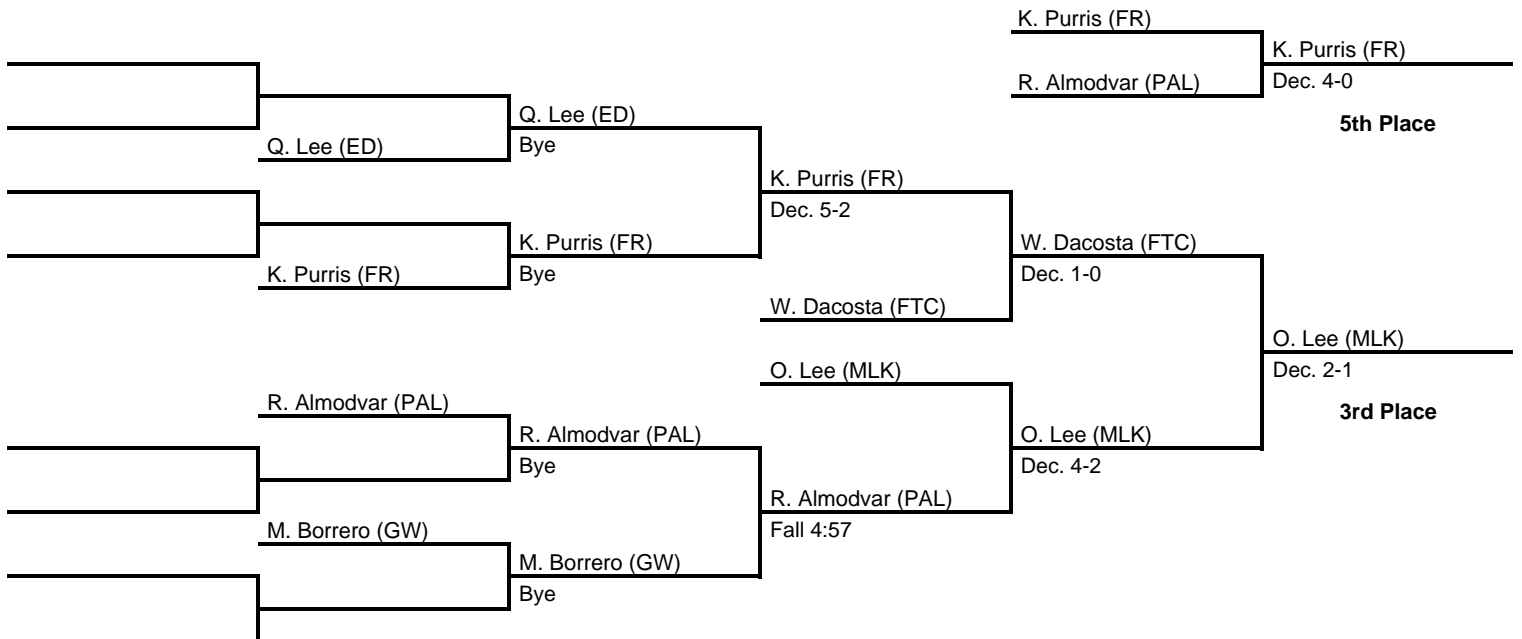 K. Purris (FR)
K. Purris (FR)
R. Almodvar (PAL)
Dec. 4-0
Q. Lee (ED)
5th Place
Q. Lee (ED)
Bye
K. Purris (FR)
Dec. 5-2
K. Purris (FR)
W. Dacosta (FTC)
K. Purris (FR)
Bye
Dec. 1-0
W. Dacosta (FTC)
O. Lee (MLK)
O. Lee (MLK)
Dec. 2-1
R. Almodvar (PAL)
3rd Place
R. Almodvar (PAL)
O. Lee (MLK)
Bye
Dec. 4-2
R. Almodvar (PAL)
M. Borrero (GW)
Fall 4:57
M. Borrero (GW)
Bye